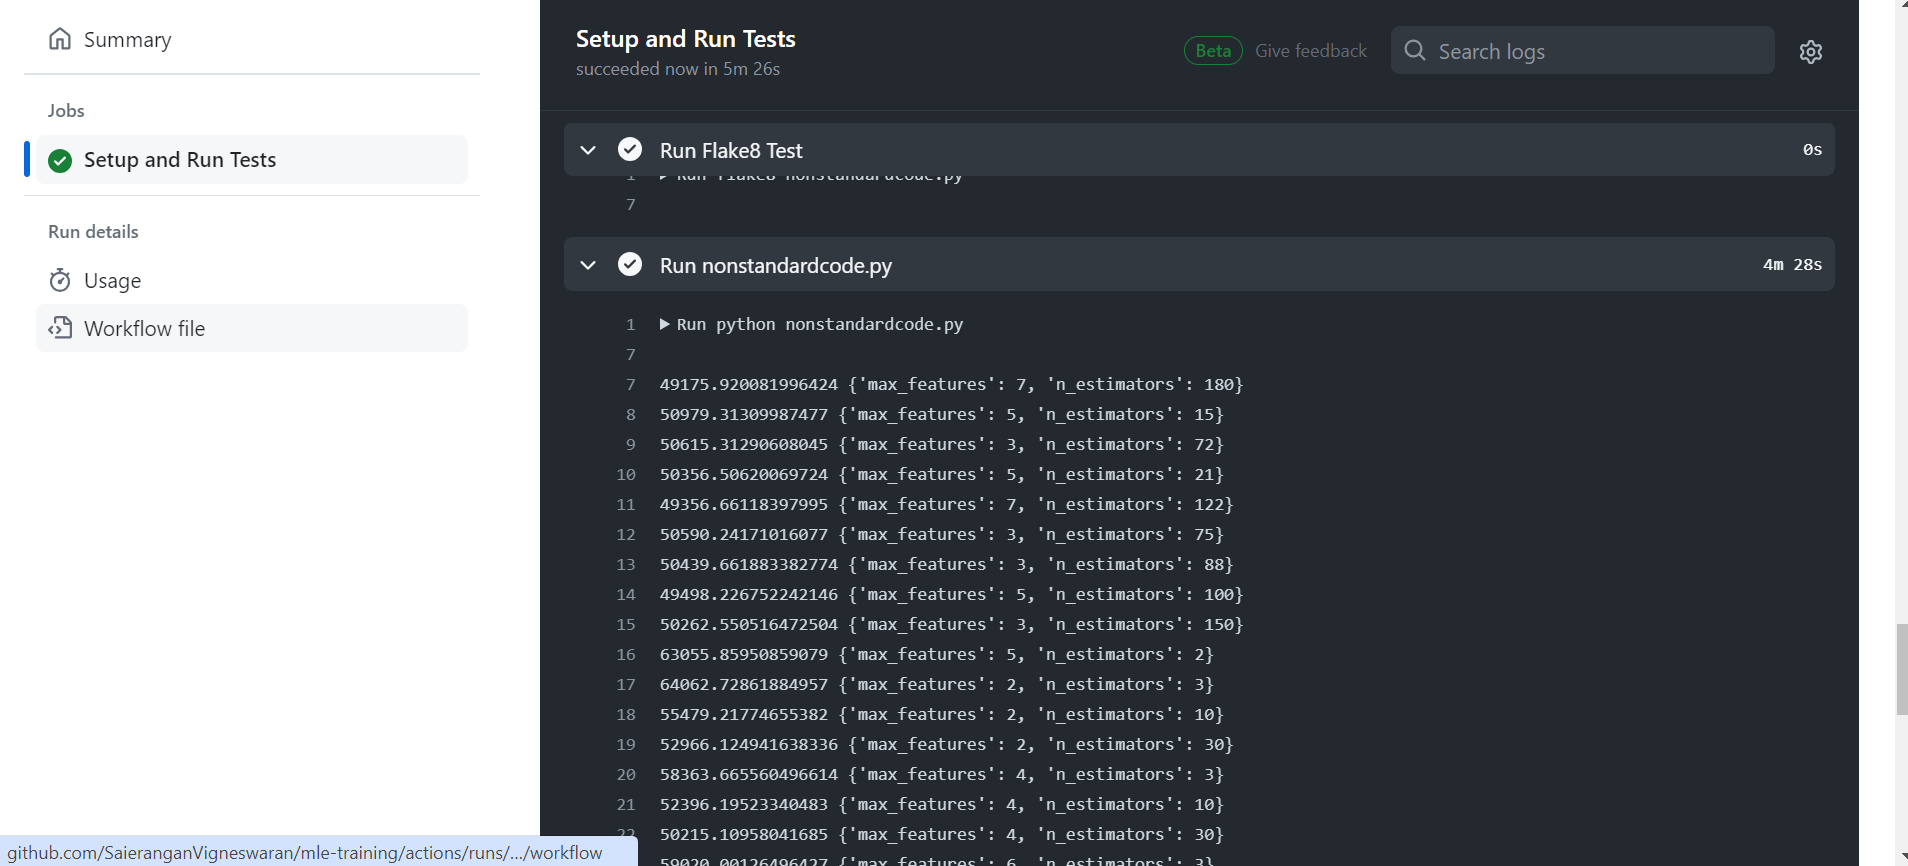 Summary
Jobs
Setup and Run Tests
Run details
Usage
Workflow file
github.com/SaieranganVigneswaran/mle-training/actions/runs/.../workflow
Setup and Run Tests
succeeded now in 5m 26s
Beta Give feedback
Search logs
Run Flake8 Test 0s
1 Run flake8 nonstandardcode.py
7
Run nonstandardcode.py 4m 28s
1 Run python nonstandardcode.py
7
7 49175.920081996424 {'max_features': 7, 'n_estimators': 180}
8 50979.31309987477 {'max_features': 5, 'n_estimators': 15}
9 50615.31290608045 {'max_features': 3, 'n_estimators': 72}
10 50356.50620069724 {'max_features': 5, 'n_estimators': 21}
11 49356.66118397995 {'max_features': 7, 'n_estimators': 122}
12 50590.24171016077 {'max_features': 3, 'n_estimators': 75}
13 50439.661883382774 {'max_features': 3, 'n_estimators': 88}
14 49498.226752242146 {'max_features': 5, 'n_estimators': 100}
15 50262.550516472504 {'max_features': 3, 'n_estimators': 150}
16 63055.85950859079 {'max_features': 5, 'n_estimators': 2}
17 64062.72861884957 {'max_features': 2, 'n_estimators': 3}
18 55479.21774655382 {'max_features': 2, 'n_estimators': 10}
19 52966.124941638336 {'max_features': 2, 'n_estimators': 30}
20 58363.665560496614 {'max_features': 4, 'n_estimators': 3}
21 52396.19523340483 {'max_features': 4, 'n_estimators': 10}
22 50215.10958041685 {'max_features': 4, 'n_estimators': 30}
59020.00126496427 {'max_features': 6, 'n_estimators': 3}